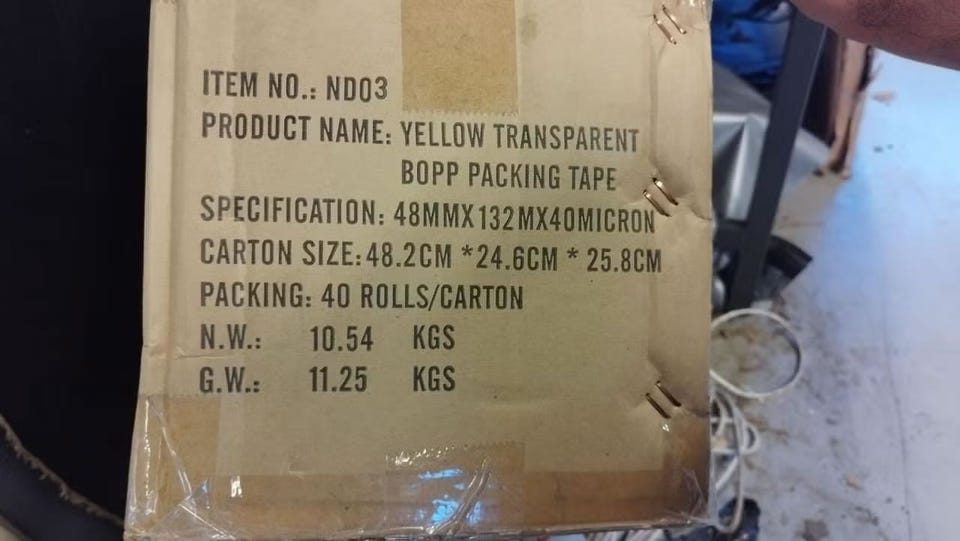 ITEM NO.: ND03
PRODUCT NAME: YELLOW TRANSPARENT
BOPP PACKING TAPE
SPECIFICATION: 48MMX132MX40MICRON
CARTON SIZE: 48.2CM *24.6CM * 25.8CM
PACKING: 40 ROLLS/CARTON
N.W.: 10.54 KGS
G.W.: 11.25 KGS